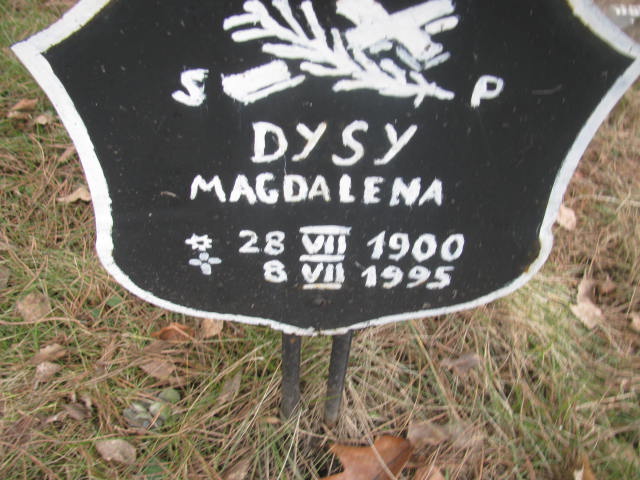 S P
DYSY
MAGDALENA
* 28 VII 1900
8 VII 1995